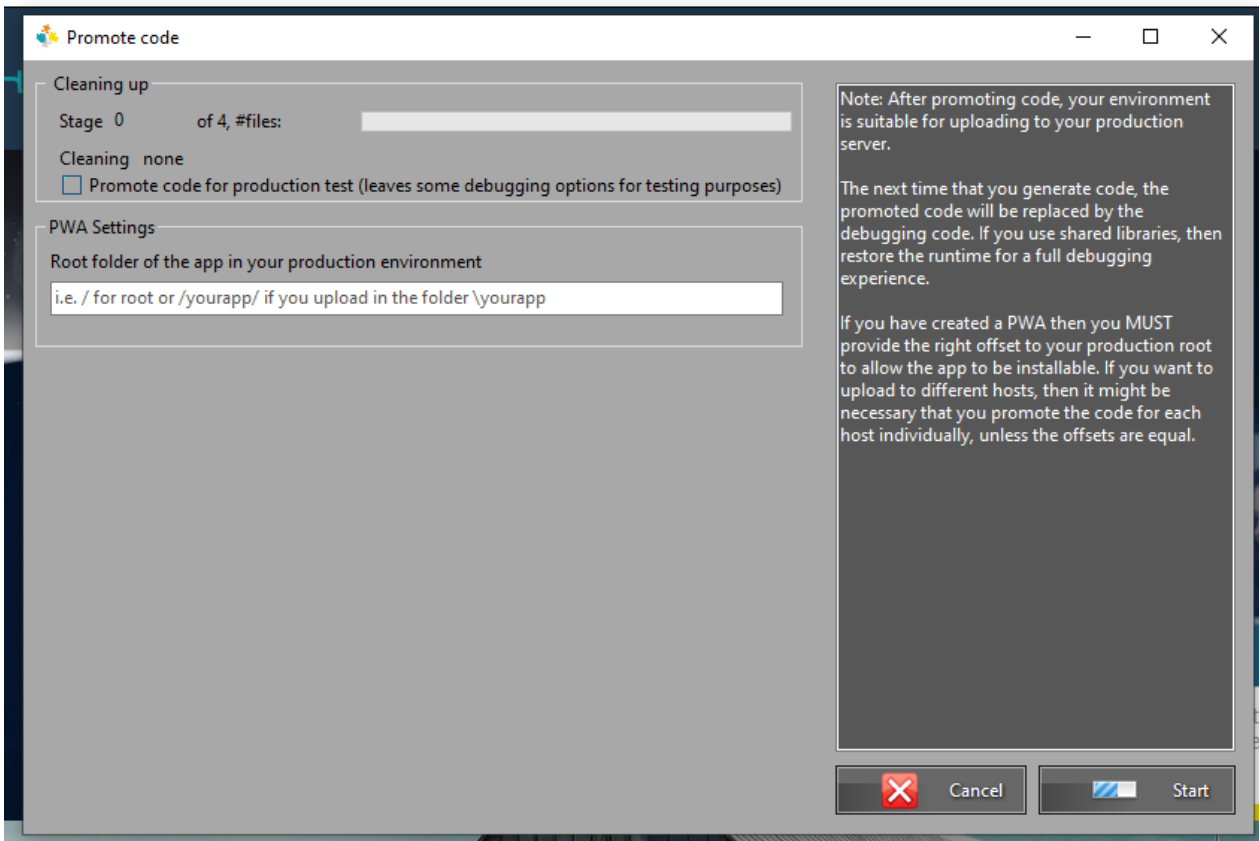 Promote code
Cleaning up
Stage 0 of 4, #files:
Cleaning none
Promote code for production test (leaves some debugging options for testing purposes)
PWA Settings
Root folder of the app in your production environment
i.e. / for root or /yourapp/ if you upload in the folder \yourapp
Note: After promoting code, your environment
is suitable for uploading to your production
server.
The next time that you generate code, the
promoted code will be replaced by the
debugging code. If you use shared libraries, then
restore the runtime for a full debugging
experience.
If you have created a PWA then you MUST
provide the right offset to your production root
to allow the app to be installable. If you want to
upload to different hosts, then it might be
necessary that you promote the code for each
host individually, unless the offsets are equal.
Cancel
Start